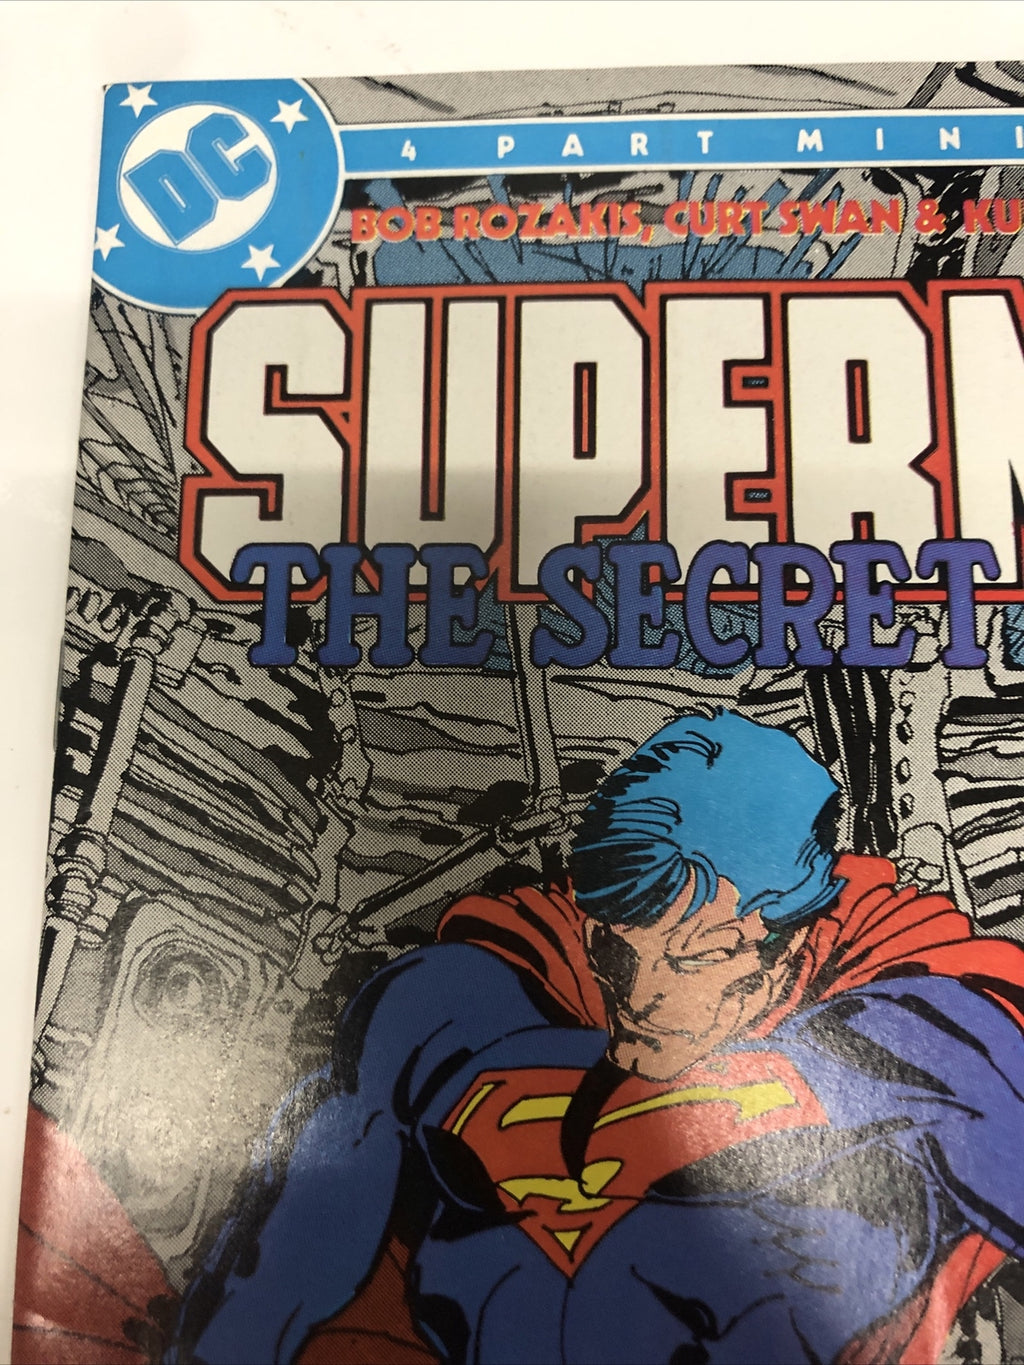 DC
4 PART MINI
BOB ROZAKIS, CURT SWAN & KU
SUPERM
THE SECRET
S